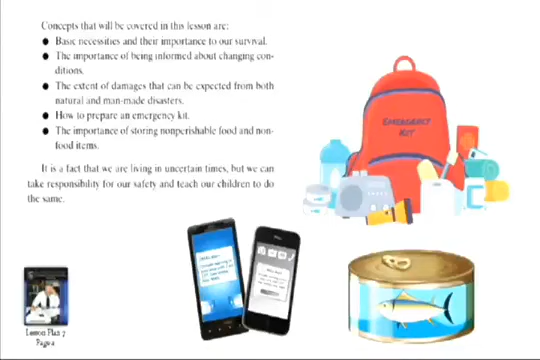 Concepts that will be covered in this lesson are:
● Basic necessities and their importance to our survival.
● The importance of being informed about changing con-
ditions.
● The extent of damages that can be expected from both
natural and man-made disasters.
● How to prepare an emergency kit.
● The importance of storing nonperishable food and non-
food items.
It is a fact that we are living in uncertain times, but we can
take responsibility for our safety and teach our children to do
the same.
EMERGENCY
KIT
Lesson Plan 7
Page 2